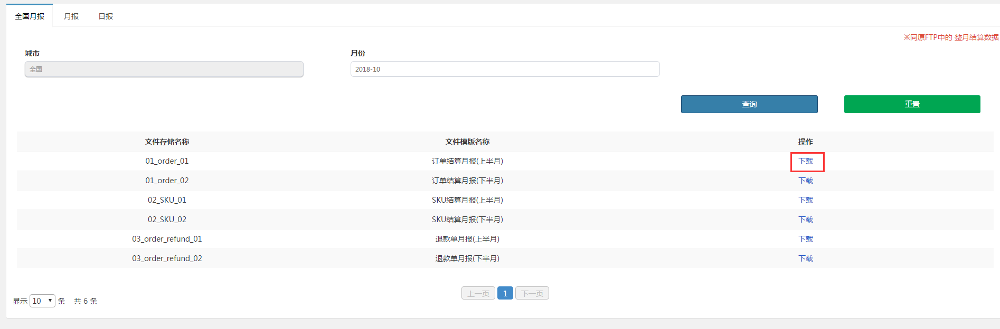 全国月报 月报 日报
※同原FTP中的 整月结算数据
城市 月份
全国 2018-10
查询 重置
文件存储名称 文件模版名称 操作
01_order_01 订单结算月报(上半月) 下载
01_order_02 订单结算月报(下半月) 下载
02_SKU_01 SKU结算月报(上半月) 下载
02_SKU_02 SKU结算月报(下半月) 下载
03_order_refund_01 退款单月报(上半月) 下载
03_order_refund_02 退款单月报(下半月) 下载
上一页 1 下一页
显示 10 条 共 6 条